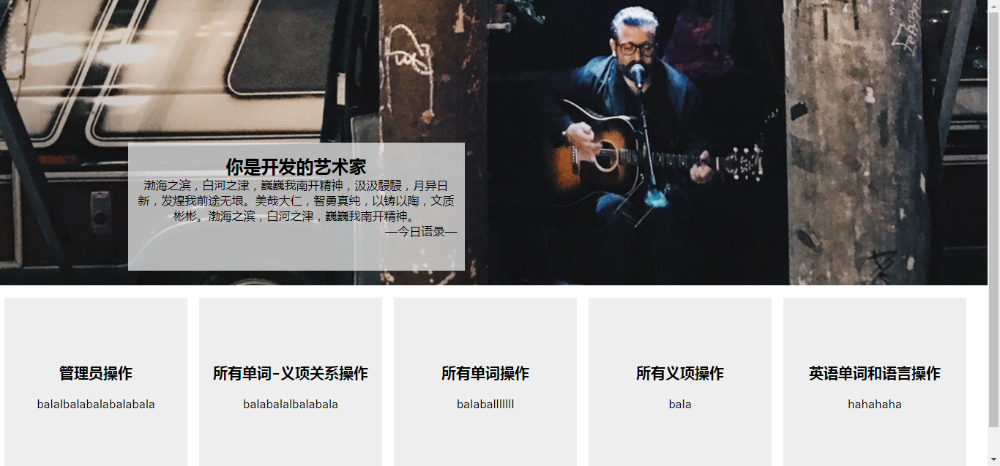 你是开发的艺术家
渤海之滨，白河之津，巍巍我南开精神，汲汲骎骎，月异日
新，发煌我前途无垠。美哉大仁，智勇真纯，以铸以陶，文质
彬彬。渤海之滨，白河之津，巍巍我南开精神。
—今日语录—
管理员操作
所有单词-义项关系操作
所有单词操作
所有义项操作
英语单词和语言操作
balalbalabalabalabala
balabalalbalabala
balaballlllll
bala
hahahaha